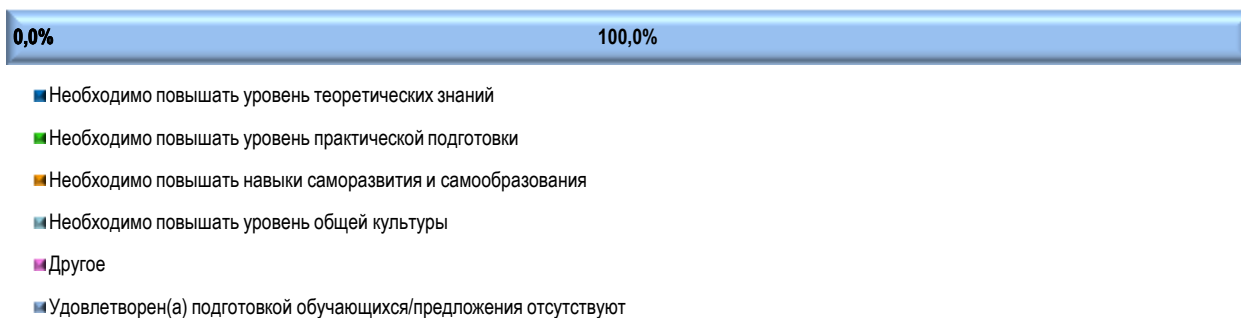 0,0% 100,0%
Необходимо повышать уровень теоретических знаний
Необходимо повышать уровень практической подготовки
Необходимо повышать навыки саморазвития и самообразования
Необходимо повышать уровень общей культуры
Другое
Удовлетворен(а) подготовкой обучающихся/предложения отсутствуют